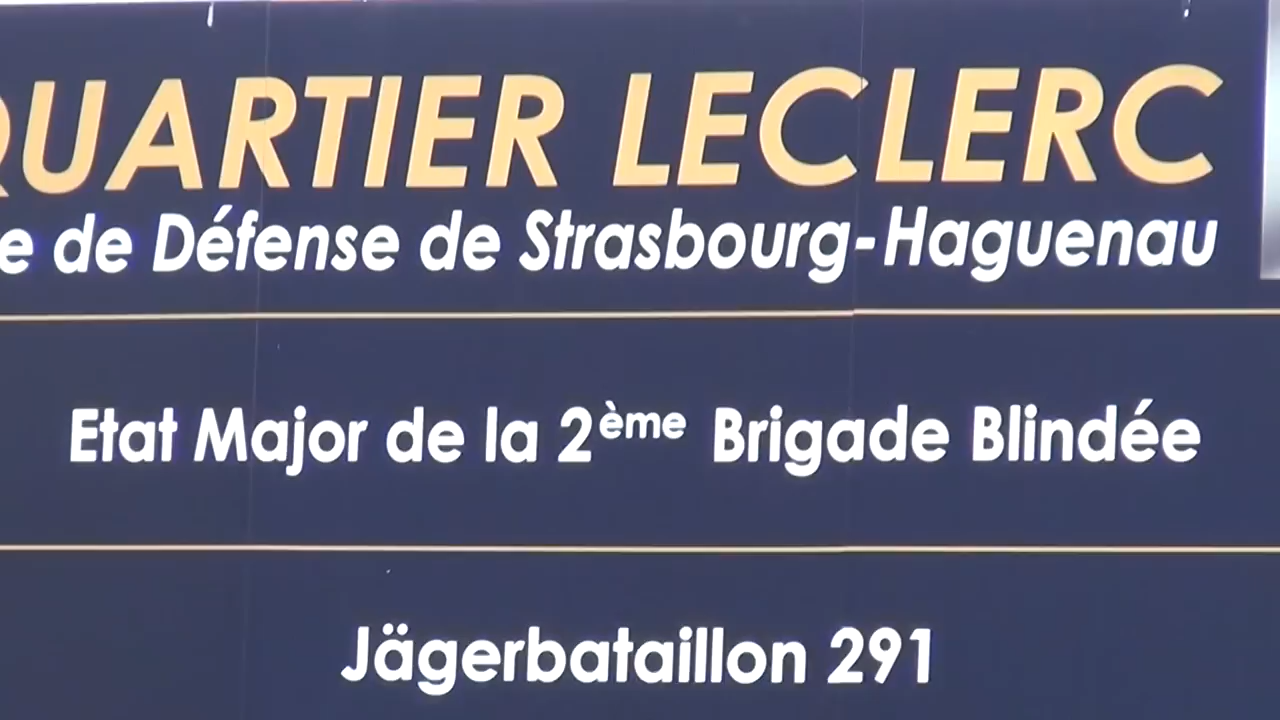 QUARTIER LECLERC
de Défense de Strasbourg-Haguenau
Etat Major de la 2ème Brigade Blindée
Jägerbataillon 291